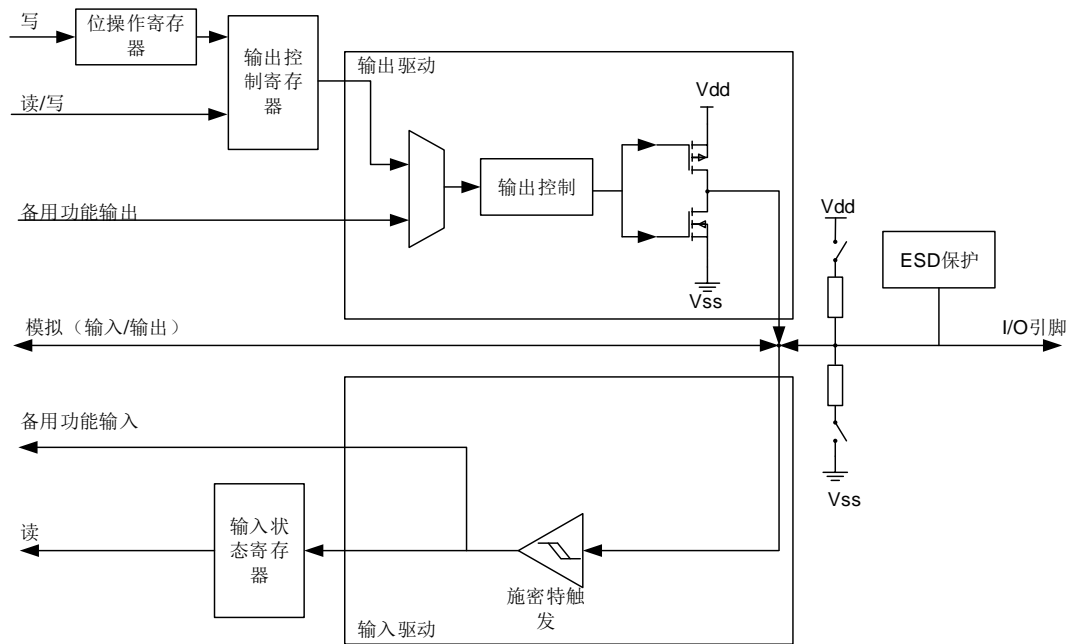 写
位操作寄存
器
输出控
制寄存
器
读/写
备用功能输出
输出驱动
Vdd
输出控制
Vss
Vdd
ESD保护
模拟（输入/输出）
I/O引脚
备用功能输入
Vss
读
输入状
态寄存
器
施密特触
发
输入驱动